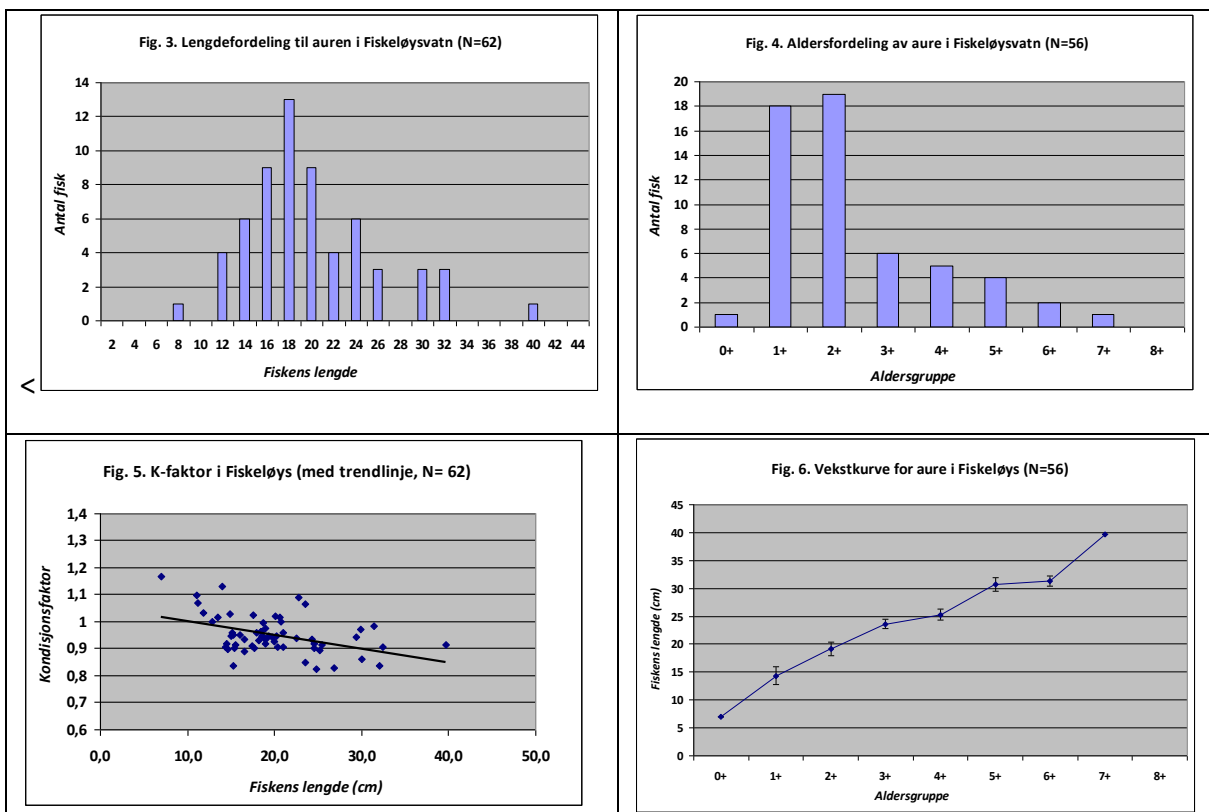 Fig. 3. Lengdefordeling til auren i Fiskeløysvatn (N=62)
Antal fisk
14
12
10
8
6
4
2
0
2 4 6 8 10 12 14 16 18 20 22 24 26 28 30 32 34 36 38 40 42 44
Fiskens lengde
<
Fig. 4. Aldersfordeling av aure i Fiskeløysvatn (N=56)
Antal fisk
20
18
16
14
12
10
8
6
4
2
0
0+ 1+ 2+ 3+ 4+ 5+ 6+ 7+ 8+
Aldersgruppe
Fig. 5. K-faktor i Fiskeløys (med trendlinje, N= 62)
Kondisjonsfaktor
1,4
1,3
1,2
1,1
1
0,9
0,8
0,7
0,6
0,0 10,0 20,0 30,0 40,0 50,0
Fiskens lengde (cm)
Fig. 6. Vekstkurve for aure i Fiskeløys (N=56)
Fiskens lengde (cm)
45
40
35
30
25
20
15
10
5
0
0+ 1+ 2+ 3+ 4+ 5+ 6+ 7+ 8+
Aldersgruppe